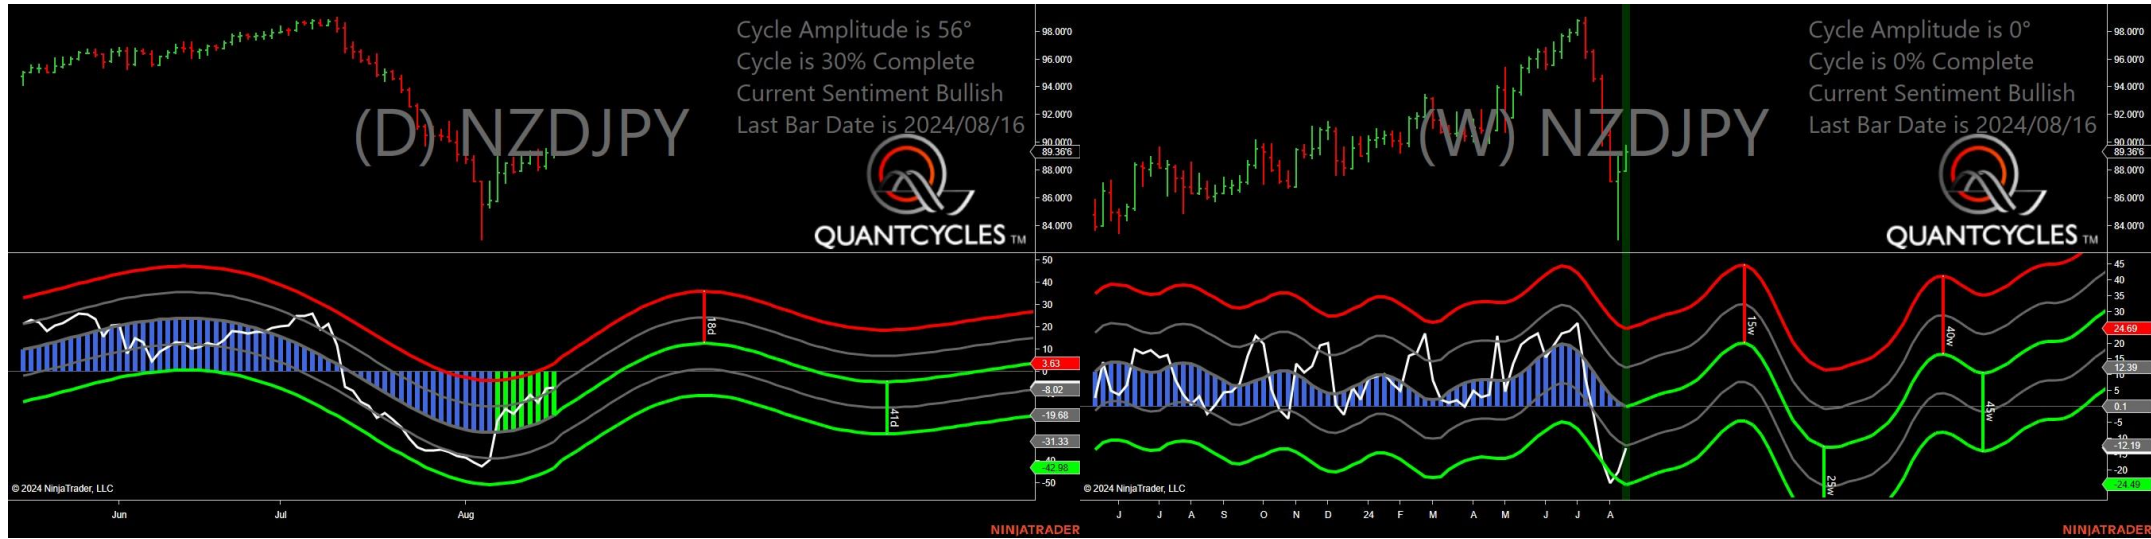 Cycle Amplitude is 56°
Cycle is 30% Complete
Current Sentiment Bullish
Last Bar Date is 2024/08/16
(D) NZDJPY
QUANTCYCLES TM
98.00'0
96.00'0
94.00'0
92.00'0
90.00'0
89.36'6
88.00'0
86.00'0
84.00'0
50
40
30
20
10
3.63
0
-8.02
-19.68
-31.33
-40
-42.98
-50
18d
41d
© 2024 NinjaTrader, LLC
Jun
Jul
Aug
NINJATRADER
Cycle Amplitude is 0°
Cycle is 0% Complete
Current Sentiment Bullish
Last Bar Date is 2024/08/16
(W) NZDJPY
QUANTCYCLES TM
98.00'0
96.00'0
94.00'0
92.00'0
90.00'0
89.36'6
88.00'0
86.00'0
84.00'0
45
40
35
30
24.69
20
15
12.39
10
5
0.1
-5
-10
-12.19
-20
-24.49
15w
25w
40w
45w
© 2024 NinjaTrader, LLC
J
J
A
S
O
N
D
24
F
M
A
M
J
J
A
NINJATRADER